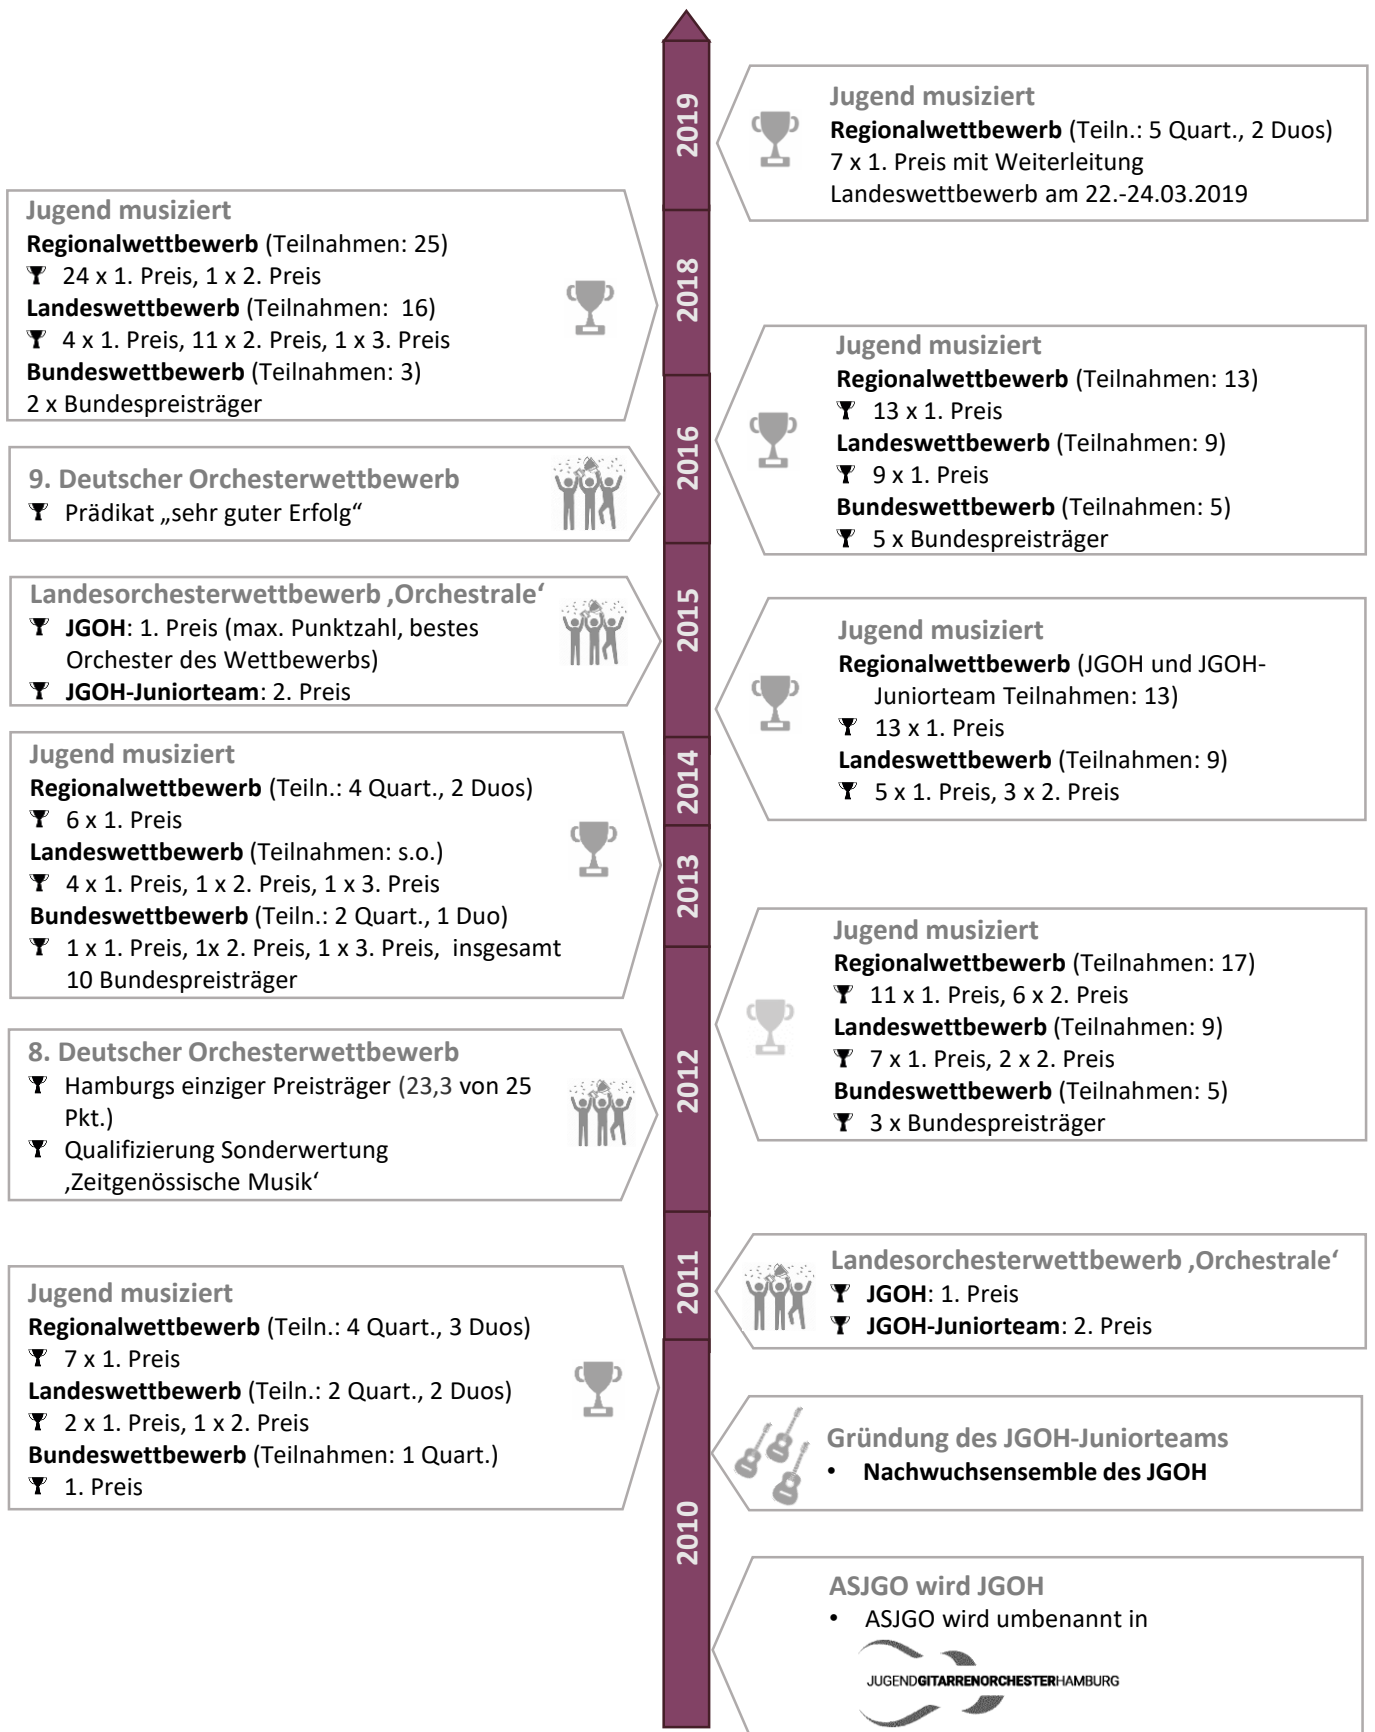 2019
Jugend musiziert
Regionalwettbewerb (Teiln.: 5 Quart., 2 Duos)
7 x 1. Preis mit Weiterleitung
Landeswettbewerb am 22.-24.03.2019
2018
Jugend musiziert
Regionalwettbewerb (Teilnahmen: 25)
24 x 1. Preis, 1 x 2. Preis
Landeswettbewerb (Teilnahmen: 16)
4 x 1. Preis, 11 x 2. Preis, 1 x 3. Preis
Bundeswettbewerb (Teilnahmen: 3)
2 x Bundespreisträger
2016
Jugend musiziert
Regionalwettbewerb (Teilnahmen: 13)
13 x 1. Preis
Landeswettbewerb (Teilnahmen: 9)
9 x 1. Preis
Bundeswettbewerb (Teilnahmen: 5)
5 x Bundespreisträger
9. Deutscher Orchesterwettbewerb
Prädikat „sehr guter Erfolg“
2015
Landesorchesterwettbewerb ‚Orchestrale‘
JGOH: 1. Preis (max. Punktzahl, bestes
Orchester des Wettbewerbs)
JGOH-Juniorteam: 2. Preis
Jugend musiziert
Regionalwettbewerb (JGOH und JGOH-
Juniorteam Teilnahmen: 13)
13 x 1. Preis
Landeswettbewerb (Teilnahmen: 9)
5 x 1. Preis, 3 x 2. Preis
2014
2013
Jugend musiziert
Regionalwettbewerb (Teiln.: 4 Quart., 2 Duos)
6 x 1. Preis
Landeswettbewerb (Teilnahmen: s.o.)
4 x 1. Preis, 1 x 2. Preis, 1 x 3. Preis
Bundeswettbewerb (Teiln.: 2 Quart., 1 Duo)
1 x 1. Preis, 1x 2. Preis, 1 x 3. Preis, insgesamt
10 Bundespreisträger
2012
Jugend musiziert
Regionalwettbewerb (Teilnahmen: 17)
11 x 1. Preis, 6 x 2. Preis
Landeswettbewerb (Teilnahmen: 9)
7 x 1. Preis, 2 x 2. Preis
Bundeswettbewerb (Teilnahmen: 5)
3 x Bundespreisträger
8. Deutscher Orchesterwettbewerb
Hamburgs einziger Preisträger (23,3 von 25
Pkt.)
Qualifizierung Sonderwertung
‚Zeitgenössische Musik‘
2011
Landesorchesterwettbewerb ‚Orchestrale‘
JGOH: 1. Preis
JGOH-Juniorteam: 2. Preis
2010
Jugend musiziert
Regionalwettbewerb (Teiln.: 4 Quart., 3 Duos)
7 x 1. Preis
Landeswettbewerb (Teiln.: 2 Quart., 2 Duos)
2 x 1. Preis, 1 x 2. Preis
Bundeswettbewerb (Teilnahmen: 1 Quart.)
1. Preis
Gründung des JGOH-Juniorteams
• Nachwuchsensemble des JGOH
ASJGO wird JGOH
• ASJGO wird umbenannt in
JUGENDGITARRENORCHESTERHAMBURG